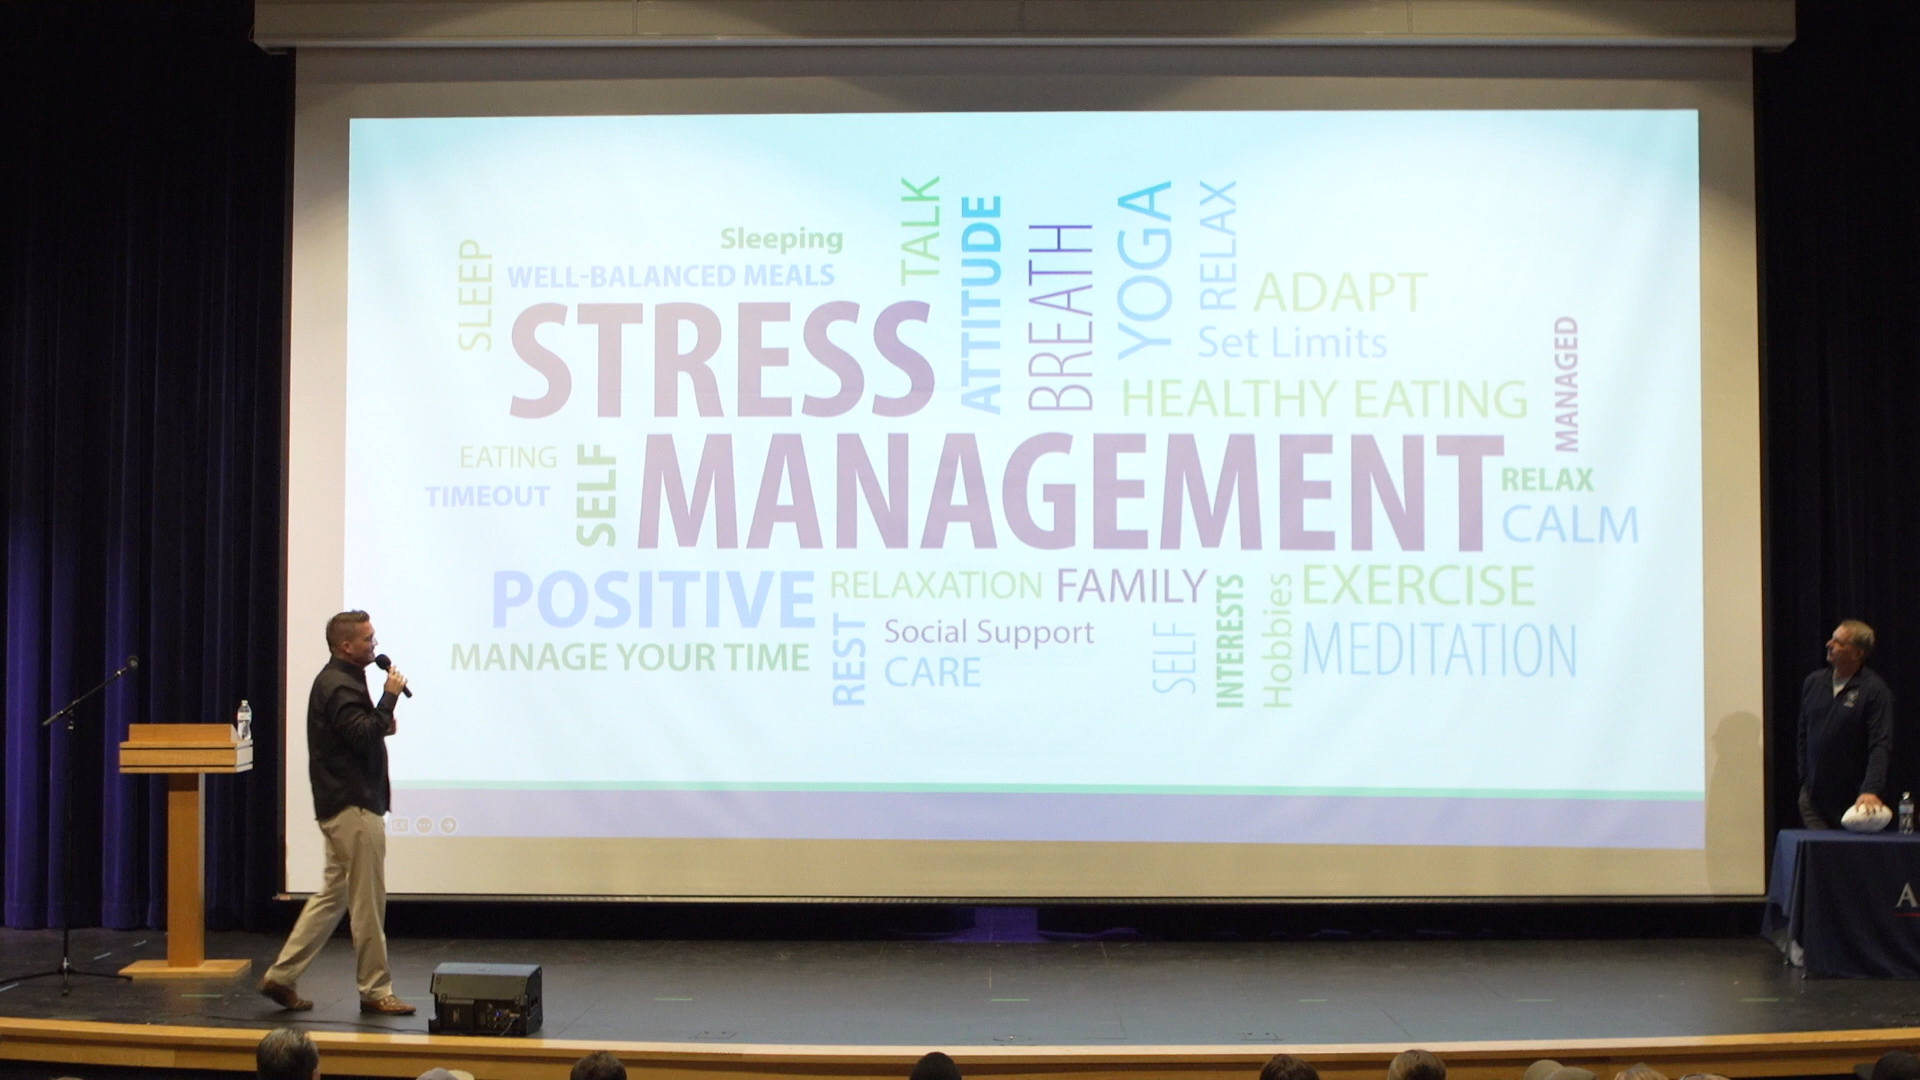 SLEEP
Sleeping
WELL-BALANCED MEALS
TALK
ATTITUDE
BREATH
YOGA
RELAX
ADAPT
Set Limits
HEALTHY EATING
MANAGED
STRESS
MANAGEMENT
EATING
TIMEOUT
SELF
RELAX
CALM
POSITIVE
RELAXATION
FAMILY
INTERESTS
Hobbies
EXERCISE
MANAGE YOUR TIME
REST
Social Support
CARE
SELF
MEDITATION
A